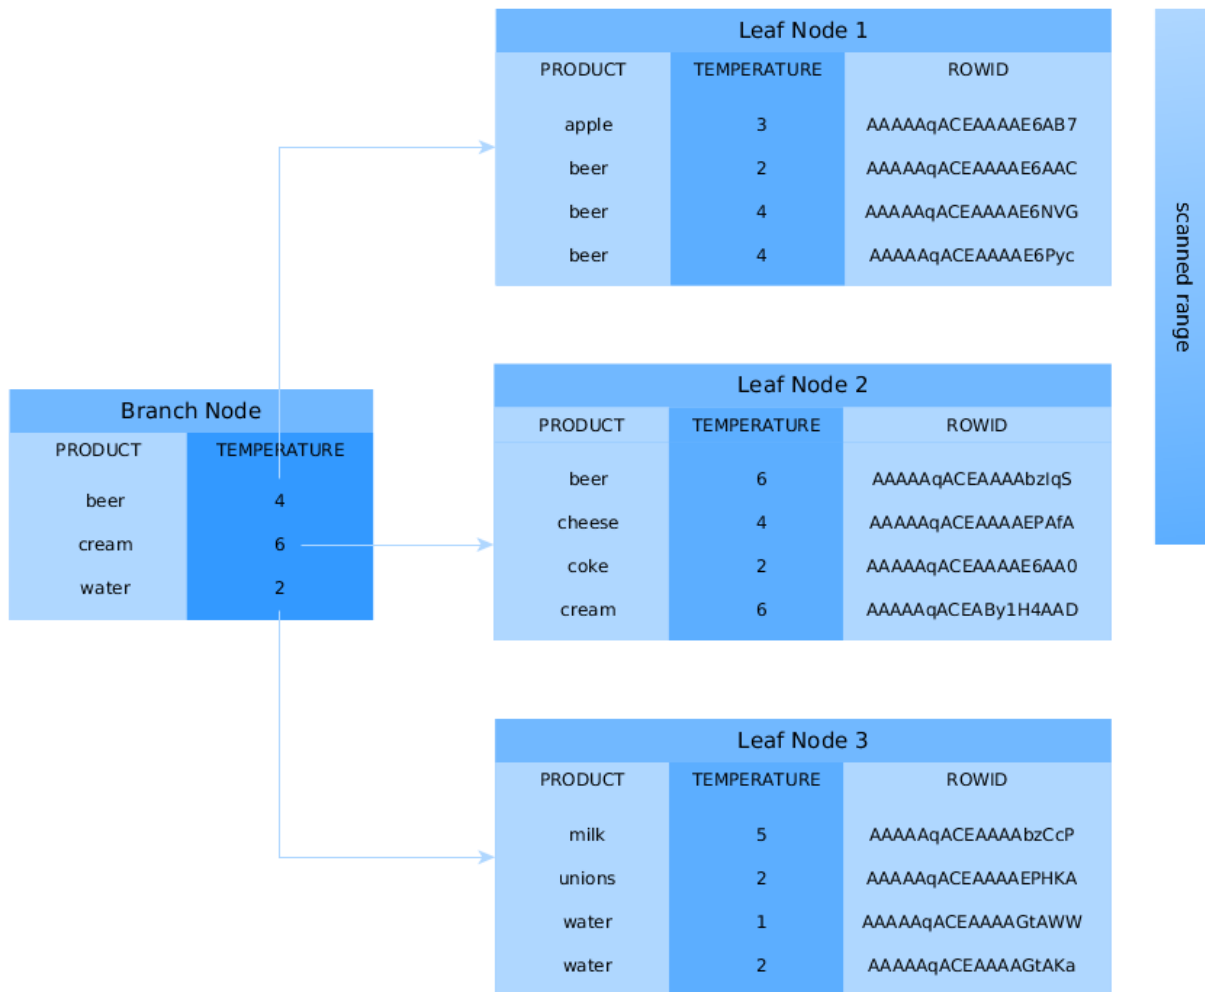 Leaf Node 1
PRODUCT TEMPERATURE ROWID
apple 3 AAAAAqACEAAAAE6AB7
beer 2 AAAAAqACEAAAAE6AAC
beer 4 AAAAAqACEAAAAE6NVG
beer 4 AAAAAqACEAAAAE6Pyc
scanned range
Branch Node
PRODUCT TEMPERATURE
beer 4
cream 6
water 2
Leaf Node 2
PRODUCT TEMPERATURE ROWID
beer 6 AAAAAqACEAAAAbzIqS
cheese 4 AAAAAqACEAAAAEPAfA
coke 2 AAAAAqACEAAAAE6AA0
cream 6 AAAAAqACEABy1H4AAD
Leaf Node 3
PRODUCT TEMPERATURE ROWID
milk 5 AAAAAqACEAAAAbzCcP
unions 2 AAAAAqACEAAAAEPHKA
water 1 AAAAAqACEAAAAGtAWW
water 2 AAAAAqACEAAAAGtAKa